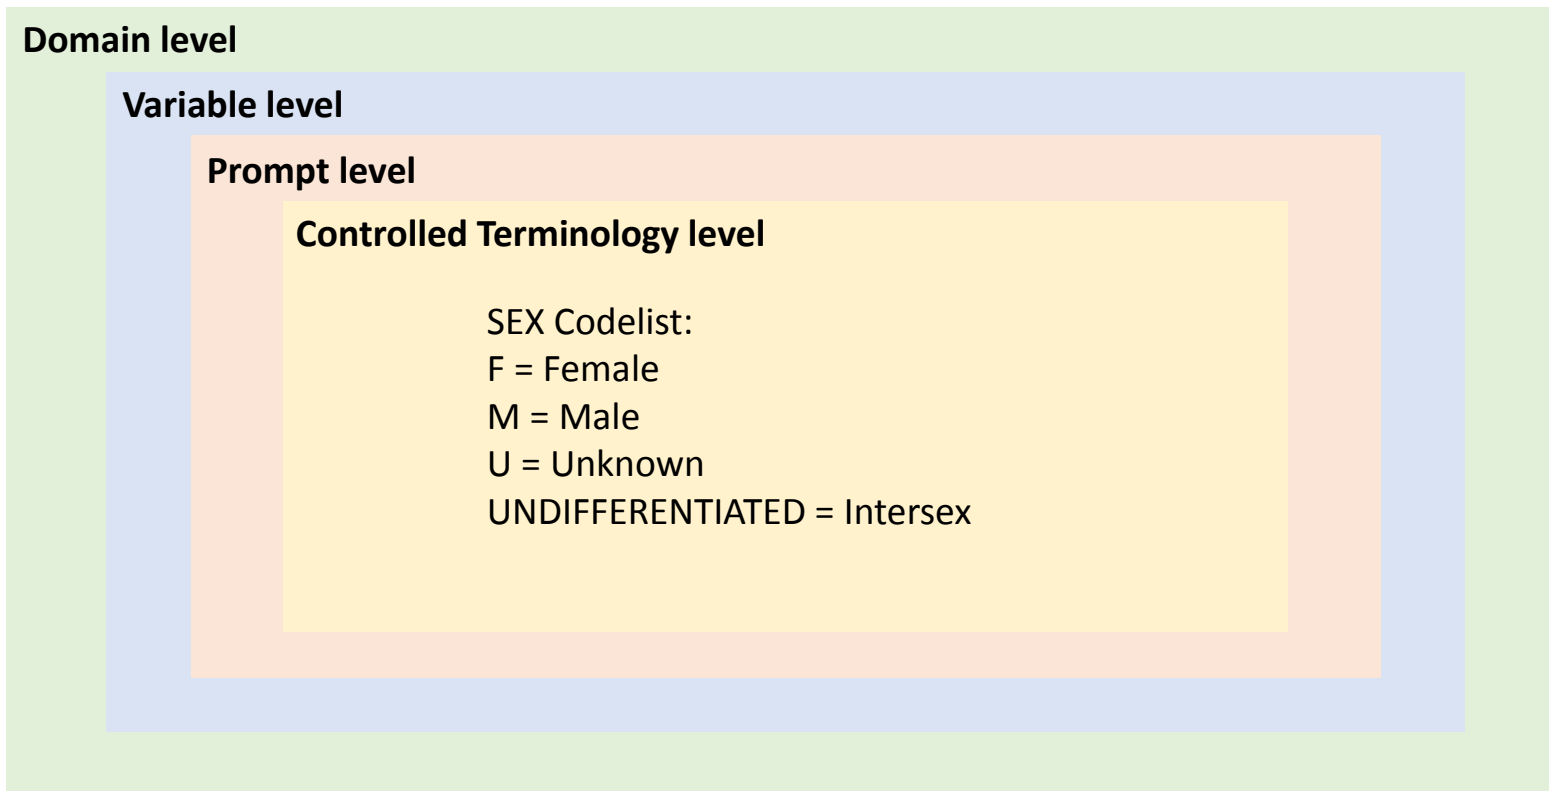 Domain level
Variable level
Prompt level
Controlled Terminology level
SEX Codelist:
F = Female
M = Male
U = Unknown
UNDIFFERENTIATED = Intersex